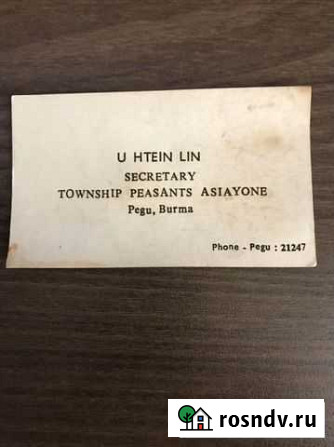 U HTEIN LIN
SECRETARY
TOWNSHIP PEASANTS ASIAYONE
Pegu, Burma
Phone - Pegu : 21247
rosndv.ru